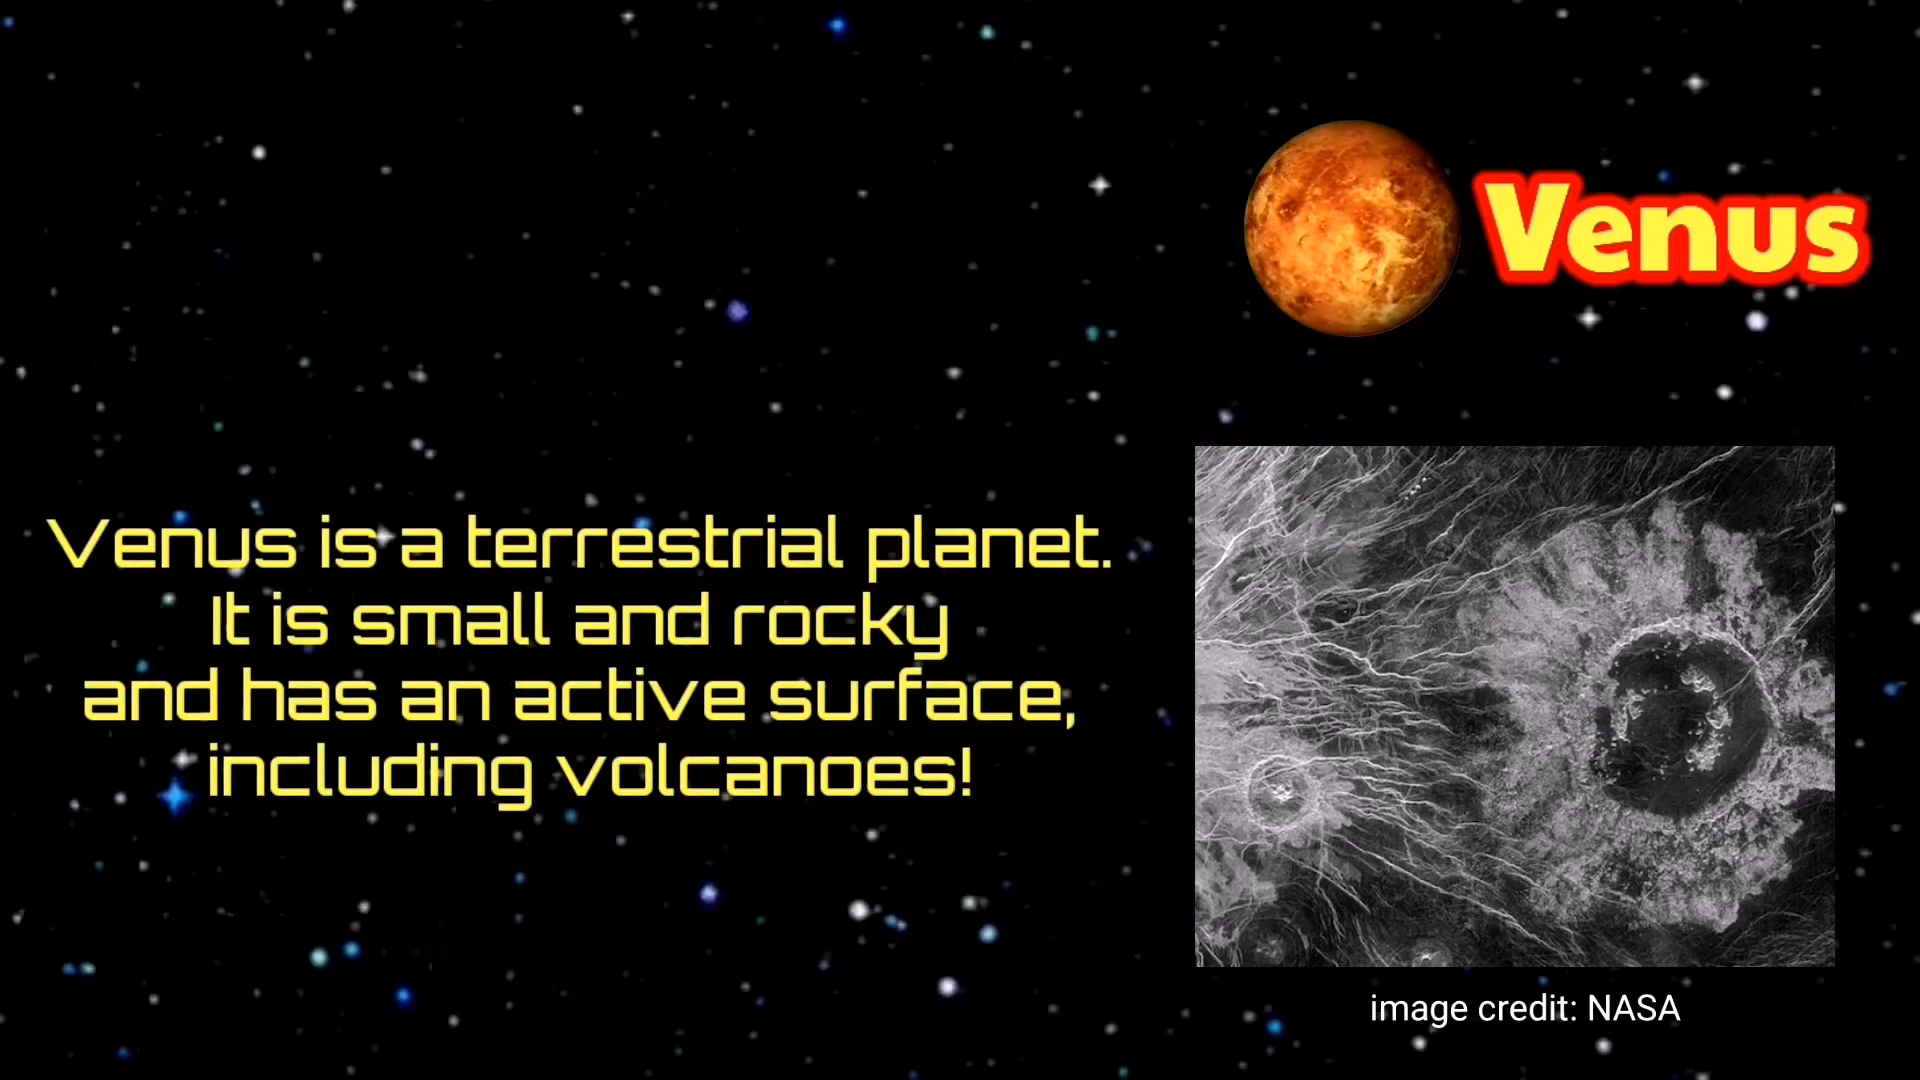 Venus
Venus is a terrestrial planet.
It is small and rocky
and has an active surface,
including volcanoes!
image credit: NASA